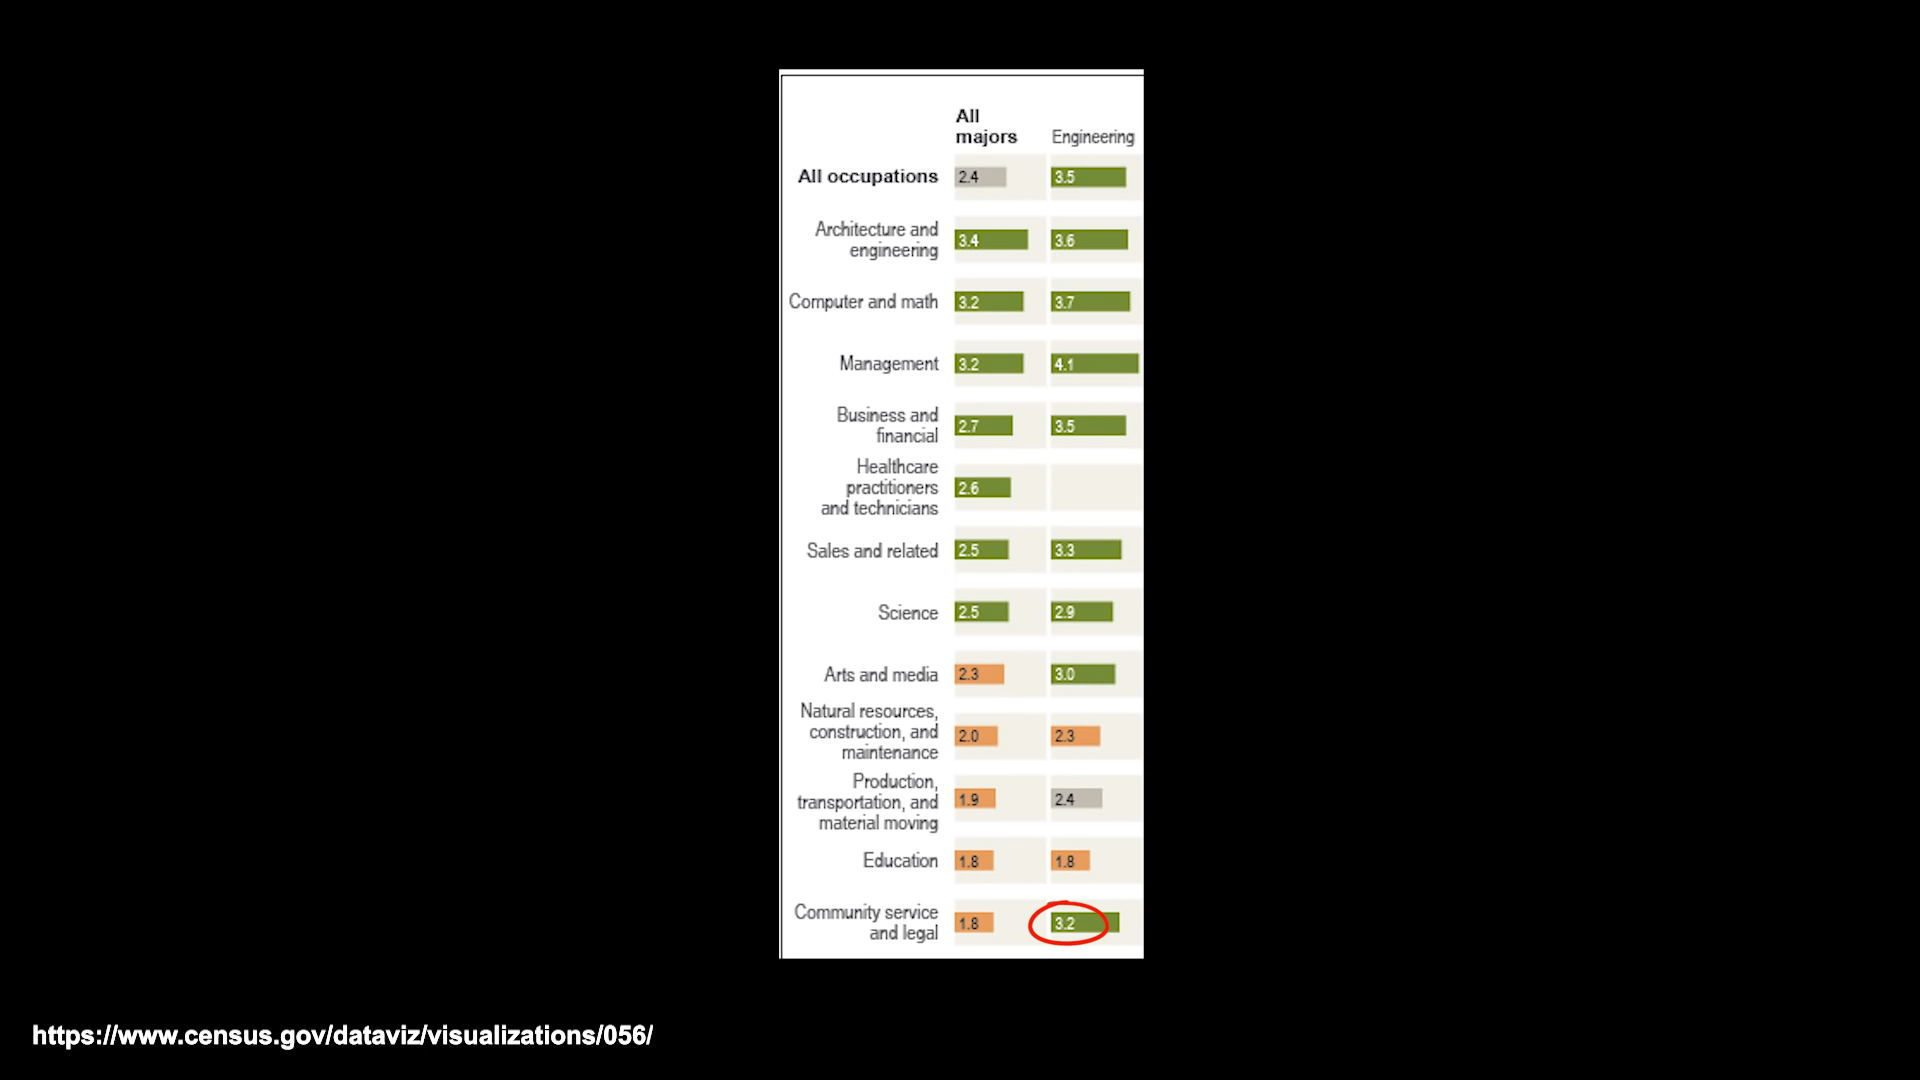 All
majors
Engineering
All occupations 2.4 3.5
Architecture and
engineering
3.4 3.6
Computer and math 3.2 3.7
Management 3.2 4.1
Business and
financial
2.7 3.5
Healthcare
practitioners
and technicians
2.6
Sales and related 2.5 3.3
Science 2.5 2.9
Arts and media 2.3 3.0
Natural resources,
construction, and
maintenance
2.0 2.3
Production,
transportation, and
material moving
1.9 2.4
Education 1.8 1.8
Community service
and legal
1.8 3.2
https://www.census.gov/dataviz/visualizations/056/